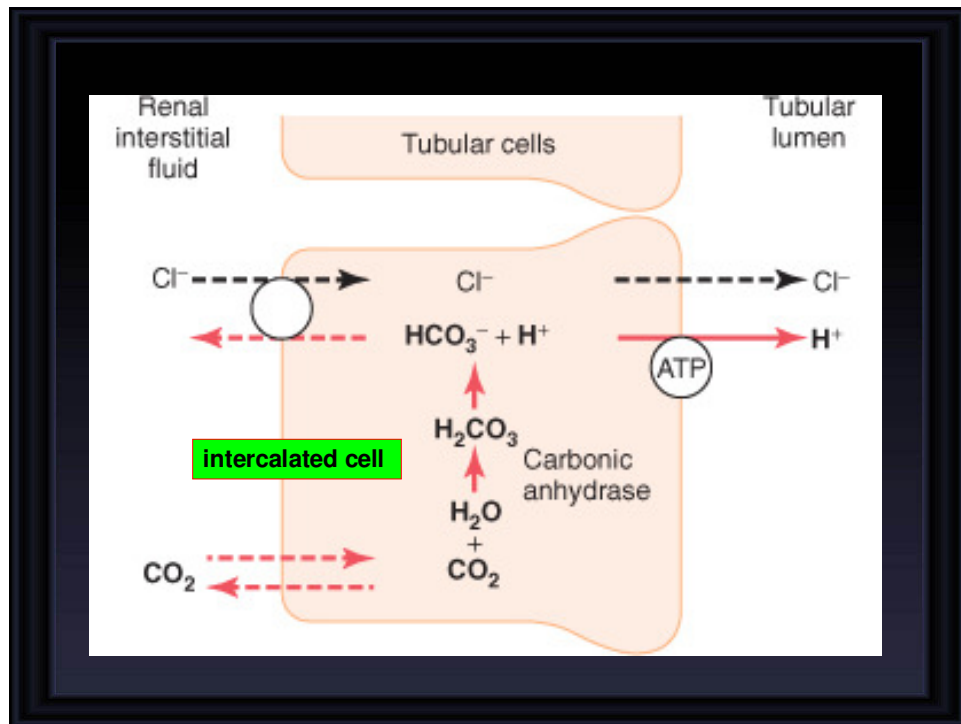 Renal
interstitial
fluid
Tubular cells
Tubular
lumen
Cl⁻
Cl⁻
Cl⁻
HCO₃⁻ + H⁺
H⁺
ATP
H₂CO₃
intercalated cell
Carbonic
anhydrase
H₂O
+
CO₂
CO₂